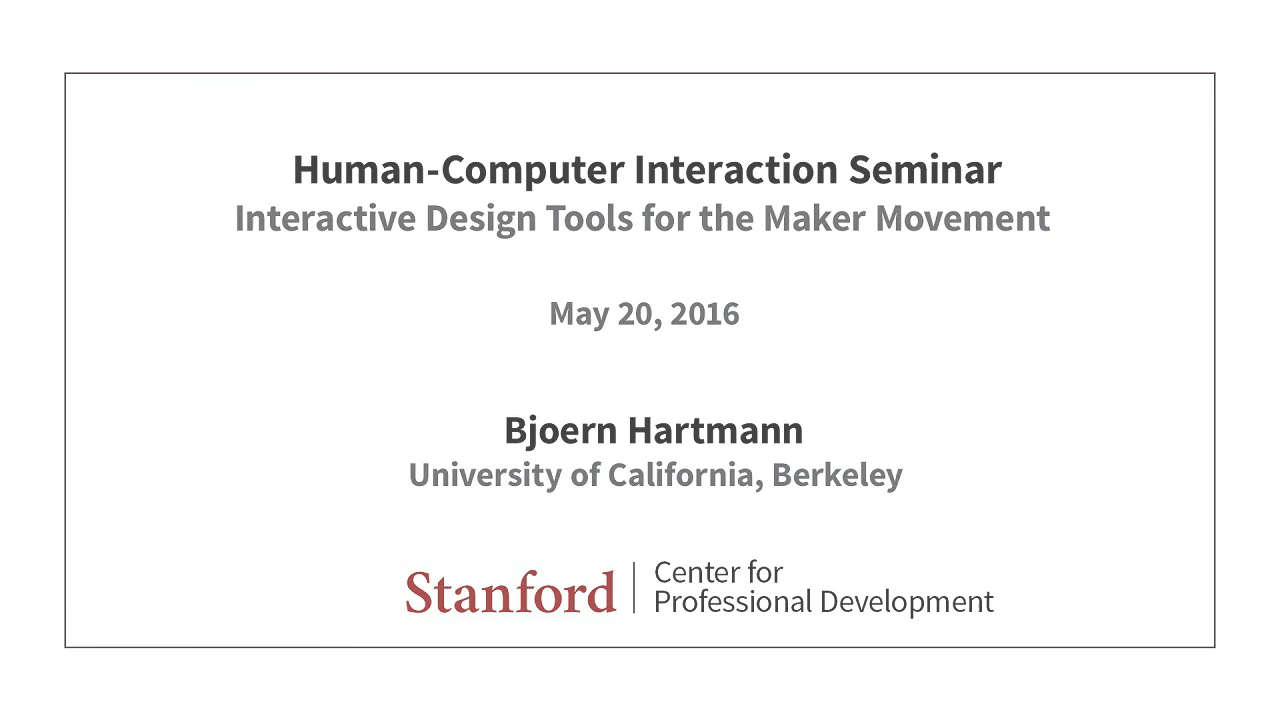 Human-Computer Interaction Seminar
Interactive Design Tools for the Maker Movement
May 20, 2016
Bjoern Hartmann
University of California, Berkeley
Stanford
Center for
Professional Development